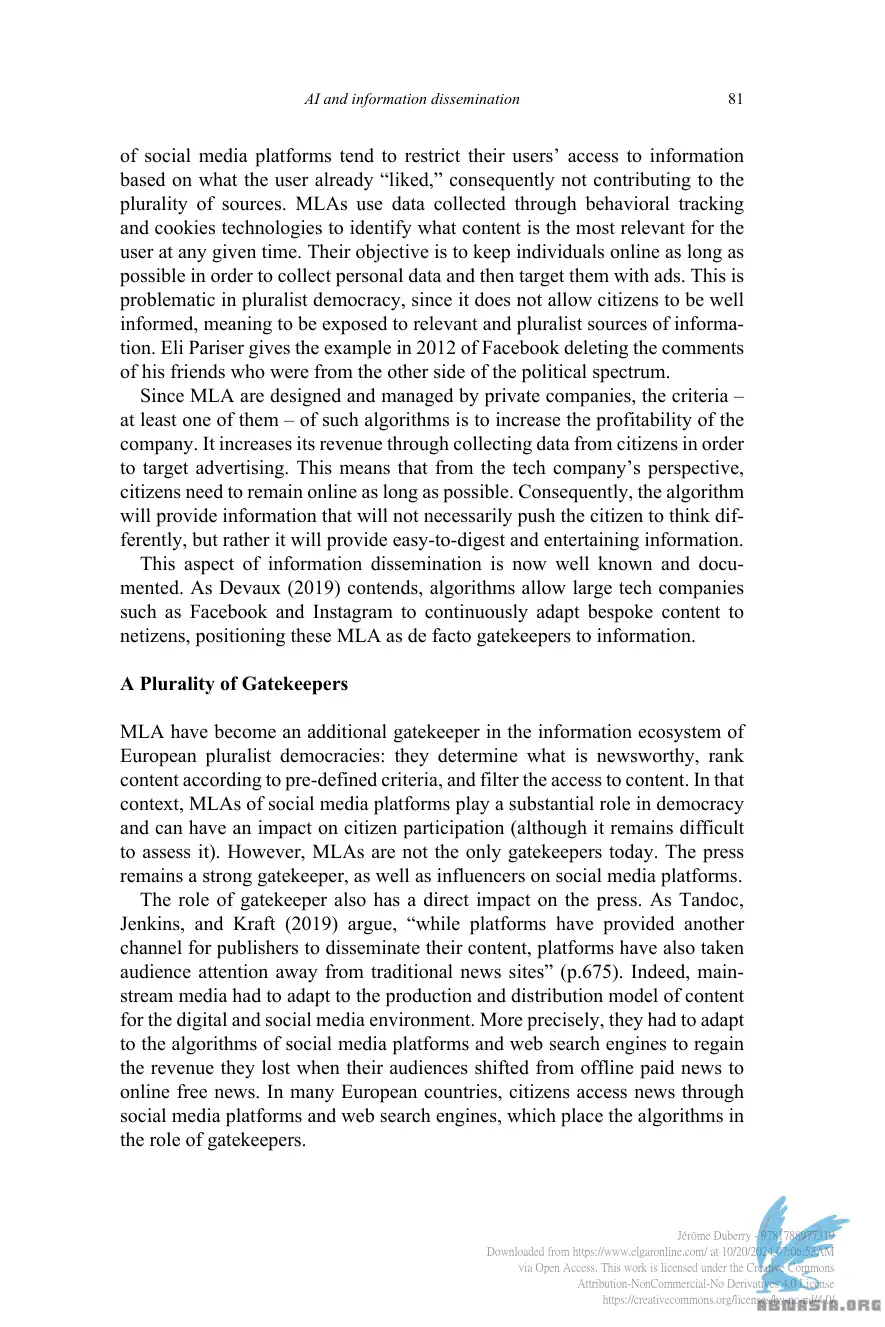 AI and information dissemination 81
of social media platforms tend to restrict their users’ access to information
based on what the user already “liked,” consequently not contributing to the
plurality of sources. MLAs use data collected through behavioral tracking
and cookies technologies to identify what content is the most relevant for the
user at any given time. Their objective is to keep individuals online as long as
possible in order to collect personal data and then target them with ads. This is
problematic in pluralist democracy, since it does not allow citizens to be well
informed, meaning to be exposed to relevant and pluralist sources of informa-
tion. Eli Pariser gives the example in 2012 of Facebook deleting the comments
of his friends who were from the other side of the political spectrum.
Since MLA are designed and managed by private companies, the criteria –
at least one of them – of such algorithms is to increase the profitability of the
company. It increases its revenue through collecting data from citizens in order
to target advertising. This means that from the tech company’s perspective,
citizens need to remain online as long as possible. Consequently, the algorithm
will provide information that will not necessarily push the citizen to think dif-
ferently, but rather it will provide easy-to-digest and entertaining information.
This aspect of information dissemination is now well known and docu-
mented. As Devaux (2019) contends, algorithms allow large tech companies
such as Facebook and Instagram to continuously adapt bespoke content to
netizens, positioning these MLA as de facto gatekeepers to information.
A Plurality of Gatekeepers
MLA have become an additional gatekeeper in the information ecosystem of
European pluralist democracies: they determine what is newsworthy, rank
content according to pre-defined criteria, and filter the access to content. In that
context, MLAs of social media platforms play a substantial role in democracy
and can have an impact on citizen participation (although it remains difficult
to assess it). However, MLAs are not the only gatekeepers today. The press
remains a strong gatekeeper, as well as influencers on social media platforms.
The role of gatekeeper also has a direct impact on the press. As Tandoc,
Jenkins, and Kraft (2019) argue, “while platforms have provided another
channel for publishers to disseminate their content, platforms have also taken
audience attention away from traditional news sites” (p.675). Indeed, main-
stream media had to adapt to the production and distribution model of content
for the digital and social media environment. More precisely, they had to adapt
to the algorithms of social media platforms and web search engines to regain
the revenue they lost when their audiences shifted from offline paid news to
online free news. In many European countries, citizens access news through
social media platforms and web search engines, which place the algorithms in
the role of gatekeepers.
Jérôme Duberry - 9781788977319
Downloaded from https://www.elgaronline.com/ at 10/20/2024 07:06:52AM
via Open Access. This work is licensed under the Creative Commons
Attribution-NonCommercial-No Derivatives 4.0 License
https://creativecommons.org/licenses/by-nc-nd/4.0/
ABTNASIA.ORG